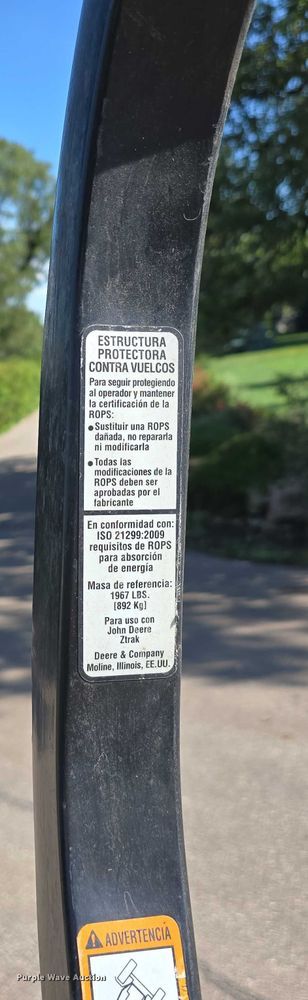 ESTRUCTURA
PROTECTORA
CONTRA VUELCOS
Para seguir protegiendo
al operador y mantener
la certificación de la
ROPS:
●Sustituir una ROPS
dañada, no repararla
ni modificarla
●Todas las
modificaciones de la
ROPS deben ser
aprobadas por el
fabricante
En conformidad con:
ISO 21299:2009
requisitos de ROPS
para absorción
de energía
Masa de referencia:
1967 LBS.
[892 Kg]
Para uso con
John Deere
Ztrak
Deere & Company
Moline, Illinois, EE.UU.
ADVERTENCIA
Purple Wave Auction